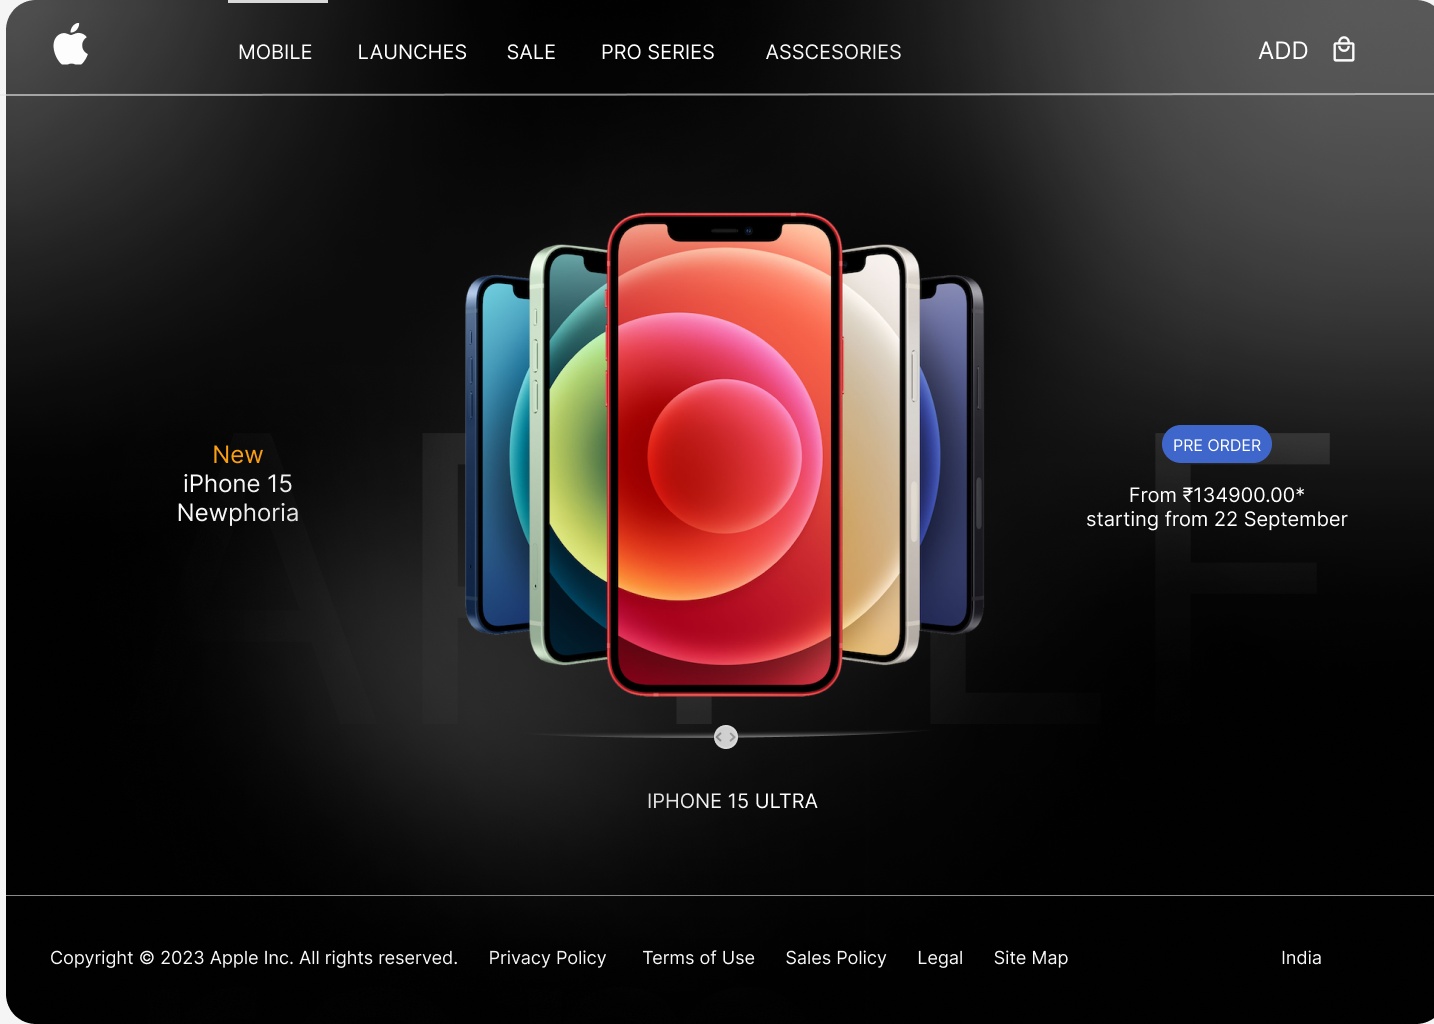 MOBILE LAUNCHES SALE PRO SERIES ASSCESORIES ADD
APPLE
New
iPhone 15
Newphoria
PRE ORDER
From ₹134900.00*
starting from 22 September
IPHONE 15 ULTRA
Copyright © 2023 Apple Inc. All rights reserved. Privacy Policy Terms of Use Sales Policy Legal Site Map India